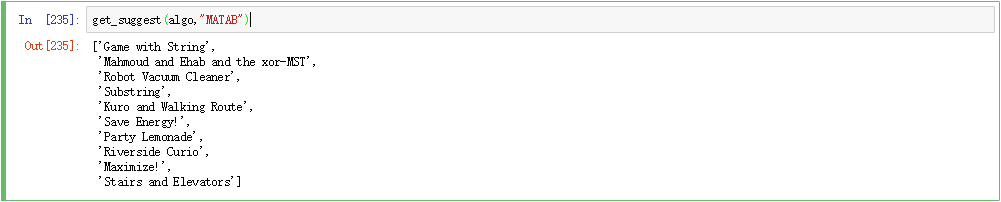 In [235]: get_suggest(algo,"MATAB")
Out[235]: ['Game with String',
'Mahmoud and Ehab and the xor-MST',
'Robot Vacuum Cleaner',
'Substring',
'Kuro and Walking Route',
'Save Energy!',
'Party Lemonade',
'Riverside Curio',
'Maximize!',
'Stairs and Elevators']